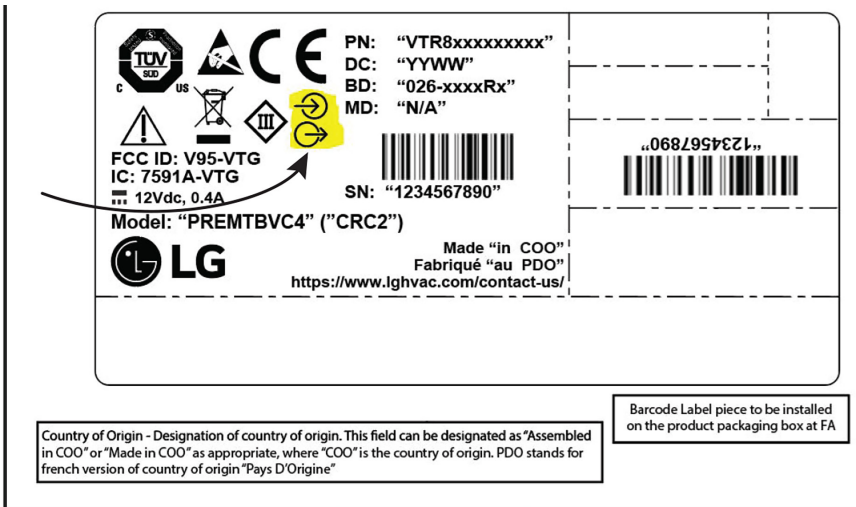 TÜV
SÜD
C US
CE
III
PN: “VTR8xxxxxxxxx”
DC: “YYWW”
BD: “026-xxxxRx”
MD: “N/A”
FCC ID: V95-VTG
IC: 7591A-VTG
12Vdc, 0.4A
SN: “1234567890”
Model: “PREMTBVC4” (”CRC2”)
LG
Made “in COO”
Fabriqué “au PDO”
https://www.lghvac.com/contact-us/
“1234567890”
Barcode Label piece to be installed
on the product packaging box at FA
Country of Origin - Designation of country of origin. This field can be designated as “Assembled
in COO” or “Made in COO” as appropriate, where “COO” is the country of origin. PDO stands for
french version of country of origin “Pays D’Origine”